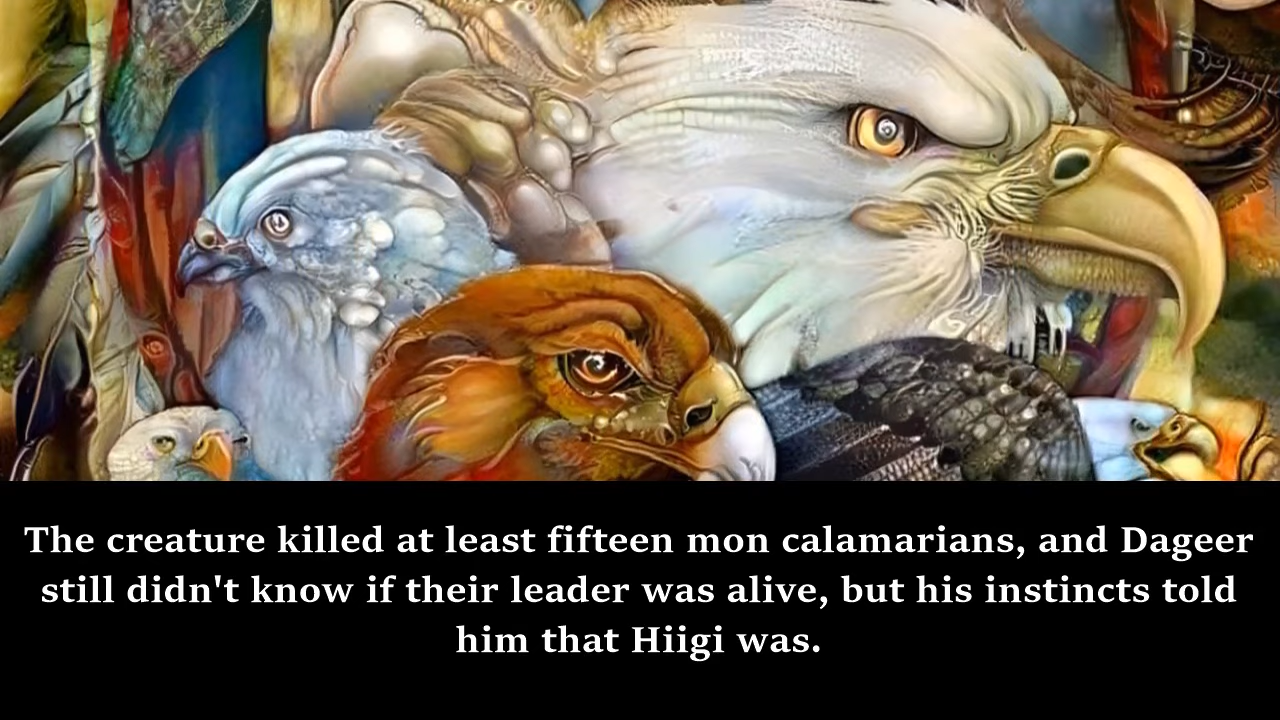 The creature killed at least fifteen mon calamarians, and Dageer
still didn't know if their leader was alive, but his instincts told
him that Hiigi was.